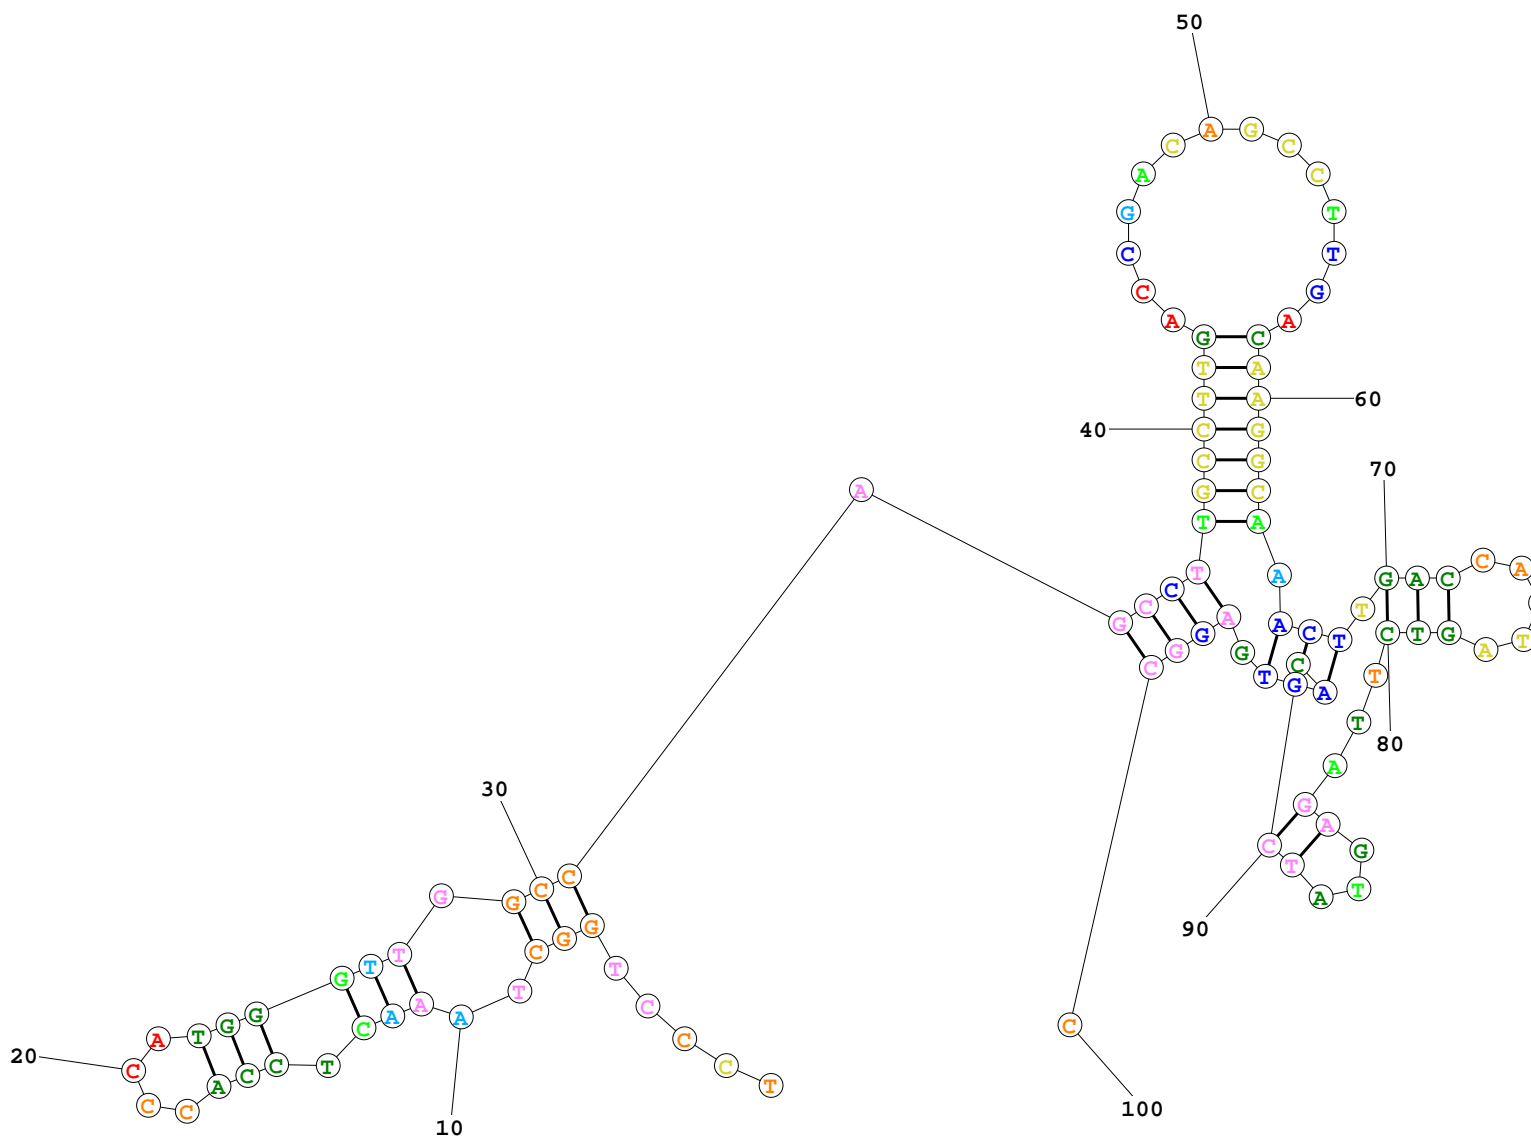 T C C C T G G C T A
10
A A C T C C A C C C
20
A T G G G T T G G C
30
C A G C C T T G C C
40
T T G A C C G A C A
50
G C C T T G A C A A
60
G G C A A A C T T G
70
A C C A T A G T C
80
T T A G A G T A T C
90
C A G T G A G G C C
100